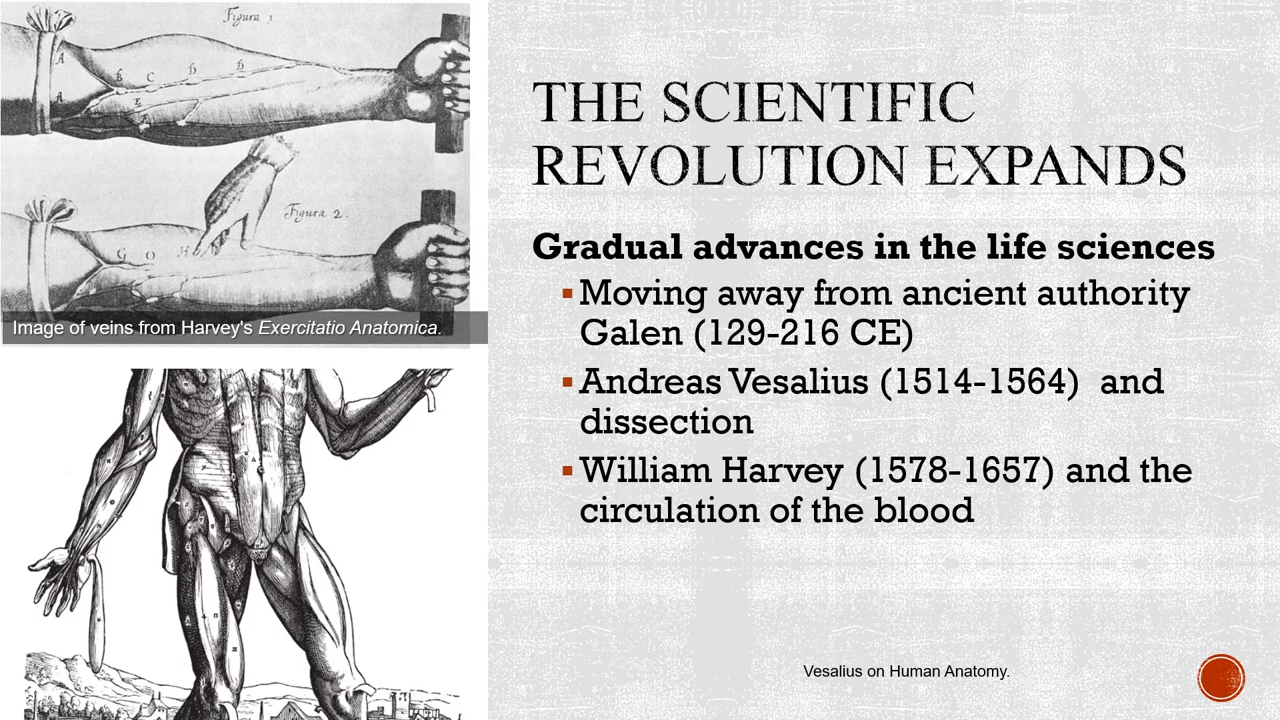 Figura 1
A
B C D D
A
E
F
Figura 2.
G O H
Image of veins from Harvey's Exercitatio Anatomica.
THE SCIENTIFIC
REVOLUTION EXPANDS
Gradual advances in the life sciences
▪ Moving away from ancient authority
Galen (129-216 CE)
▪ Andreas Vesalius (1514-1564)  and
dissection
▪ William Harvey (1578-1657) and the
circulation of the blood
Vesalius on Human Anatomy.